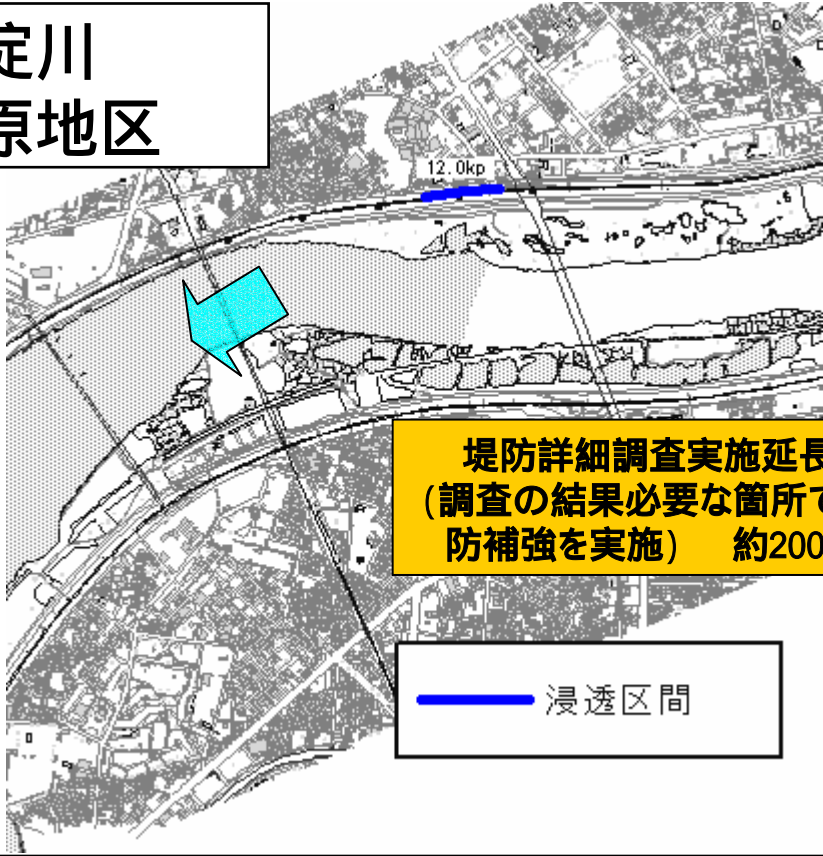 淀川
原地区
12.0kp
堤防詳細調査実施延長
(調査の結果必要な箇所で
防補強を実施) 約200
浸透区間